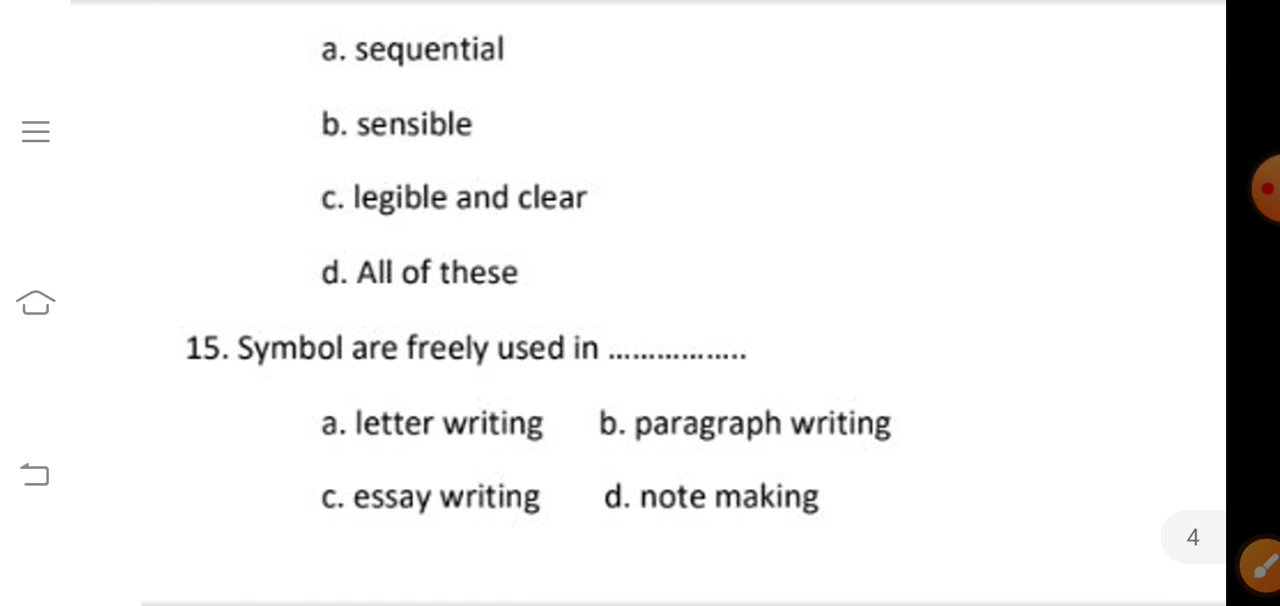 a. sequential
b. sensible
c. legible and clear
d. All of these
15. Symbol are freely used in ..................
a. letter writing b. paragraph writing
c. essay writing d. note making
4